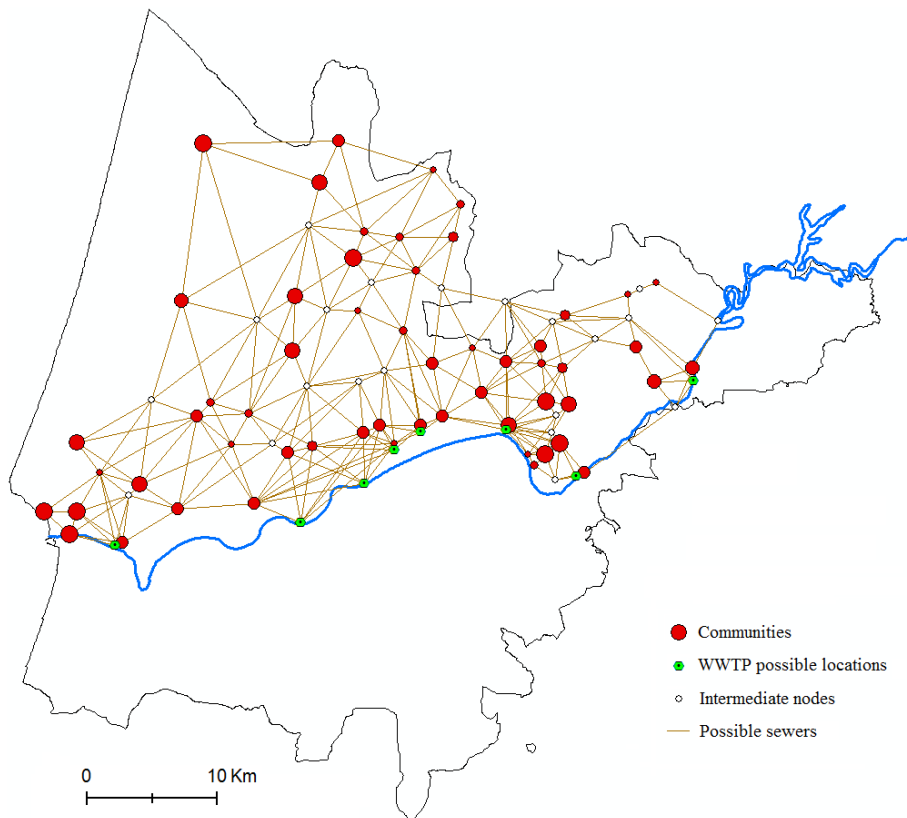 Communities
WWTP possible locations
Intermediate nodes
Possible sewers
0 10 Km